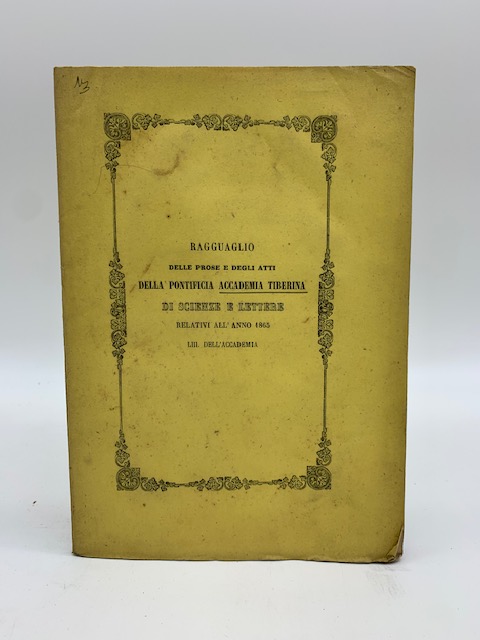 RAGGUAGLIO
DELLE PROSE E DEGLI ATTI
DELLA PONTIFICIA ACCADEMIA TIBERINA
DI SCIENZE E LETTERE
RELATIVI ALL' ANNO 1865
LIII. DELL'ACCADEMIA